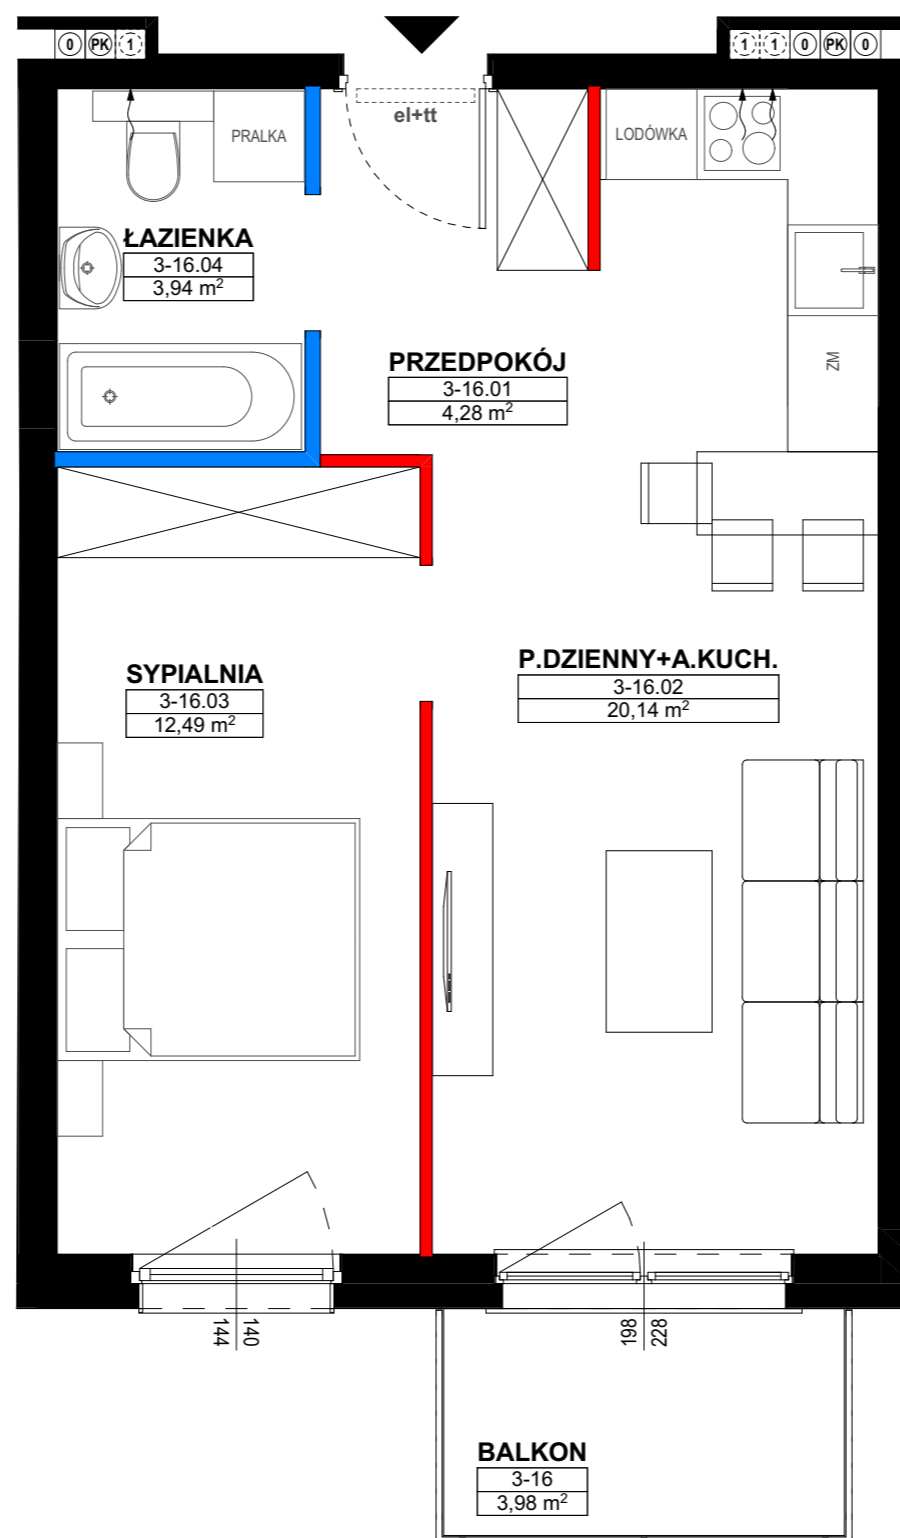 0 PK 1
1 1 0 PK 0
el+tt
PRALKA
LODÓWKA
ŁAZIENKA
3-16.04
3,94 m²
ZM
PRZEDPOKÓJ
3-16.01
4,28 m²
SYPIALNIA
3-16.03
12,49 m²
P.DZIENNY+A.KUCH.
3-16.02
20,14 m²
144
140
198
228
BALKON
3-16
3,98 m²